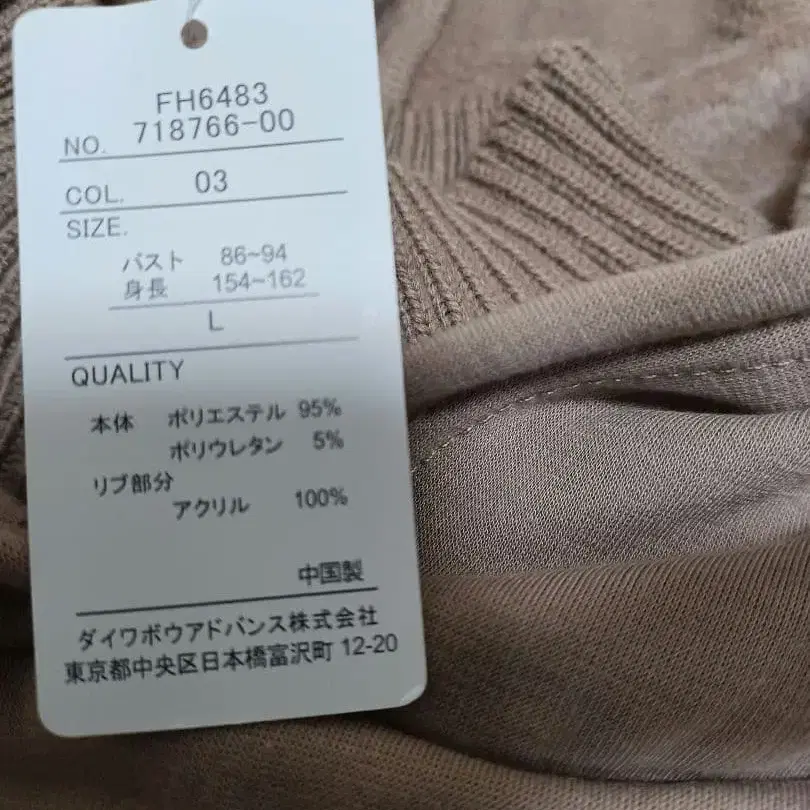 FH6483
NO. 718766-00
COL. 03
SIZE.
バスト 86~94
身長 154~162
L
QUALITY
本体 ポリエステル 95%
ポリウレタン 5%
リブ部分
アクリル 100%
中国製
ダイワボウアドバンス株式会社
東京都中央区日本橋富沢町 12-20